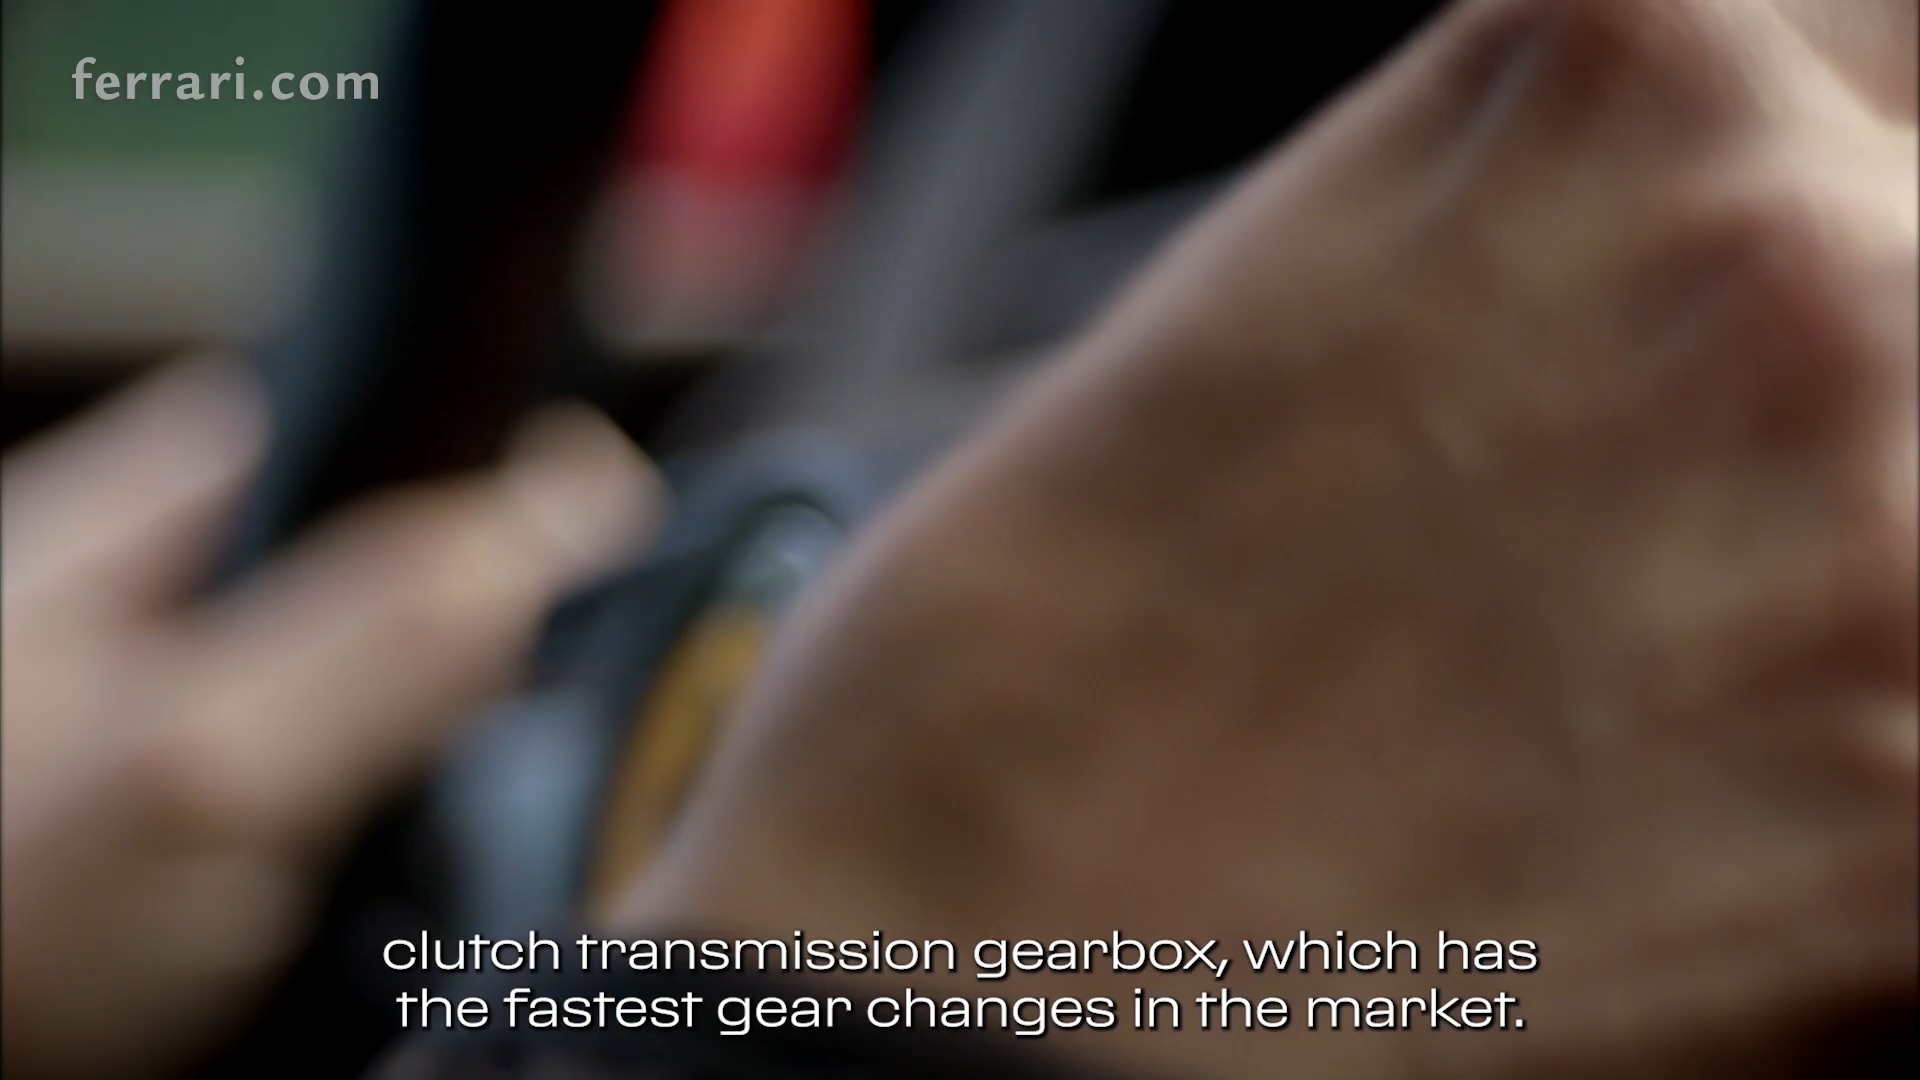 ferrari.com
clutch transmission gearbox, which has
the fastest gear changes in the market.